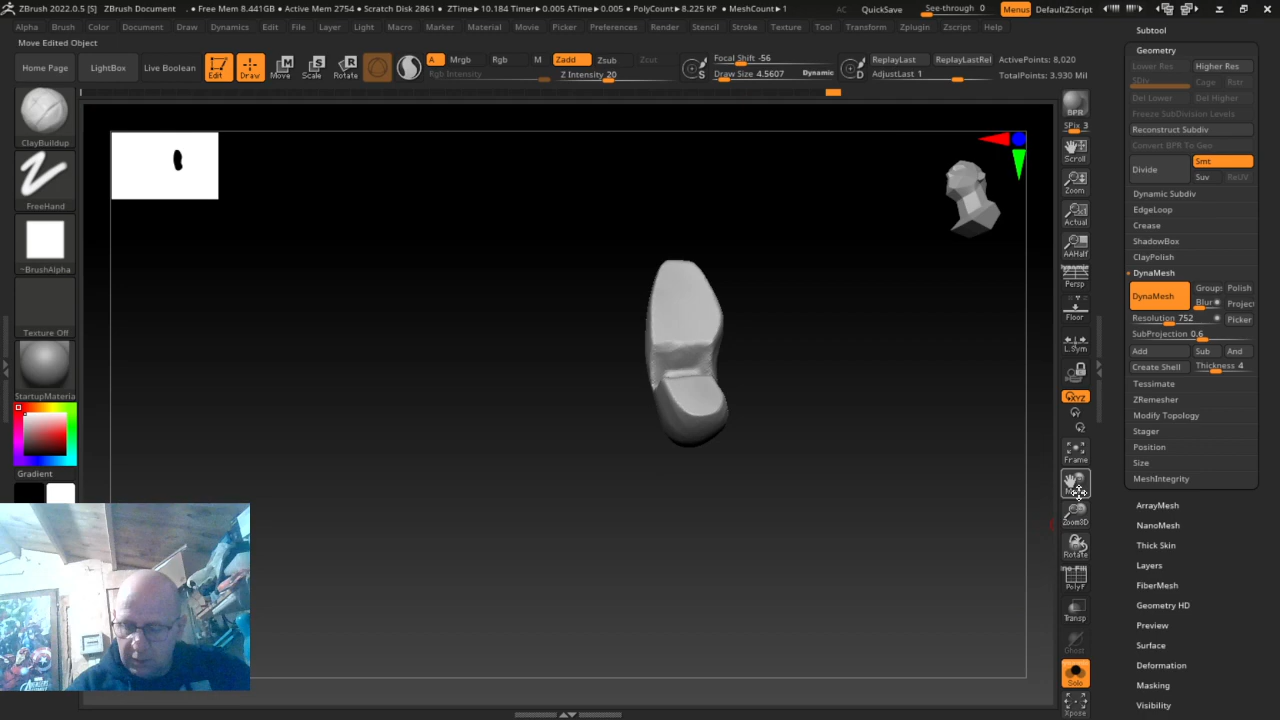 ZBrush 2022.0.5 [S] ZBrush Document . • Free Mem 8.441GB • Active Mem 2754 • Scratch Disk 2861 • ZTime▸10.184 Timer▸0.005 ATime▸0.005 • PolyCount▸8.225 KP • MeshCount▸1 AC QuickSave See-through 0 Menus DefaultZScript
Alpha Brush Color Document Draw Dynamics Edit File Layer Light Macro Marker Material Movie Picker Preferences Render Stencil Stroke Texture Tool Transform Zplugin Zscript Help
Move Edited Object
Home Page LightBox Live Boolean Edit Draw Move Scale Rotate
A Mrgb Rgb M Zadd Zsub Zcut
Rgb Intensity Z Intensity 20
Focal Shift -56
Draw Size 4.5607 Dynamic
ReplayLast ReplayLastRel
AdjustLast 1
ActivePoints: 8,020
TotalPoints: 3.930 Mil
ClayBuildup
FreeHand
~BrushAlpha
Texture Off
StartupMateria
Gradient
BPR
SPix 3
Scroll
Zoom
Actual
AAHalf
Dynamic
Persp
Floor
L.Sym
XYZ
Frame
Zoom3D
Rotate
PolyF
Transp
Ghost
Solo
Xpose
Subtool
Geometry
Lower Res Higher Res
SDiv Cage Rstr
Del Lower Del Higher
Freeze SubDivision Levels
Reconstruct Subdiv
Convert BPR To Geo
Divide Smt
Suv ReUV
Dynamic Subdiv
EdgeLoop
Crease
ShadowBox
ClayPolish
DynaMesh
DynaMesh Groups Polish
Blur Project
Resolution 752 Picker
SubProjection 0.6
Add Sub And
Create Shell Thickness 4
Tessimate
ZRemesher
Modify Topology
Stager
Position
Size
MeshIntegrity
ArrayMesh
NanoMesh
Thick Skin
Layers
FiberMesh
Geometry HD
Preview
Surface
Deformation
Masking
Visibility